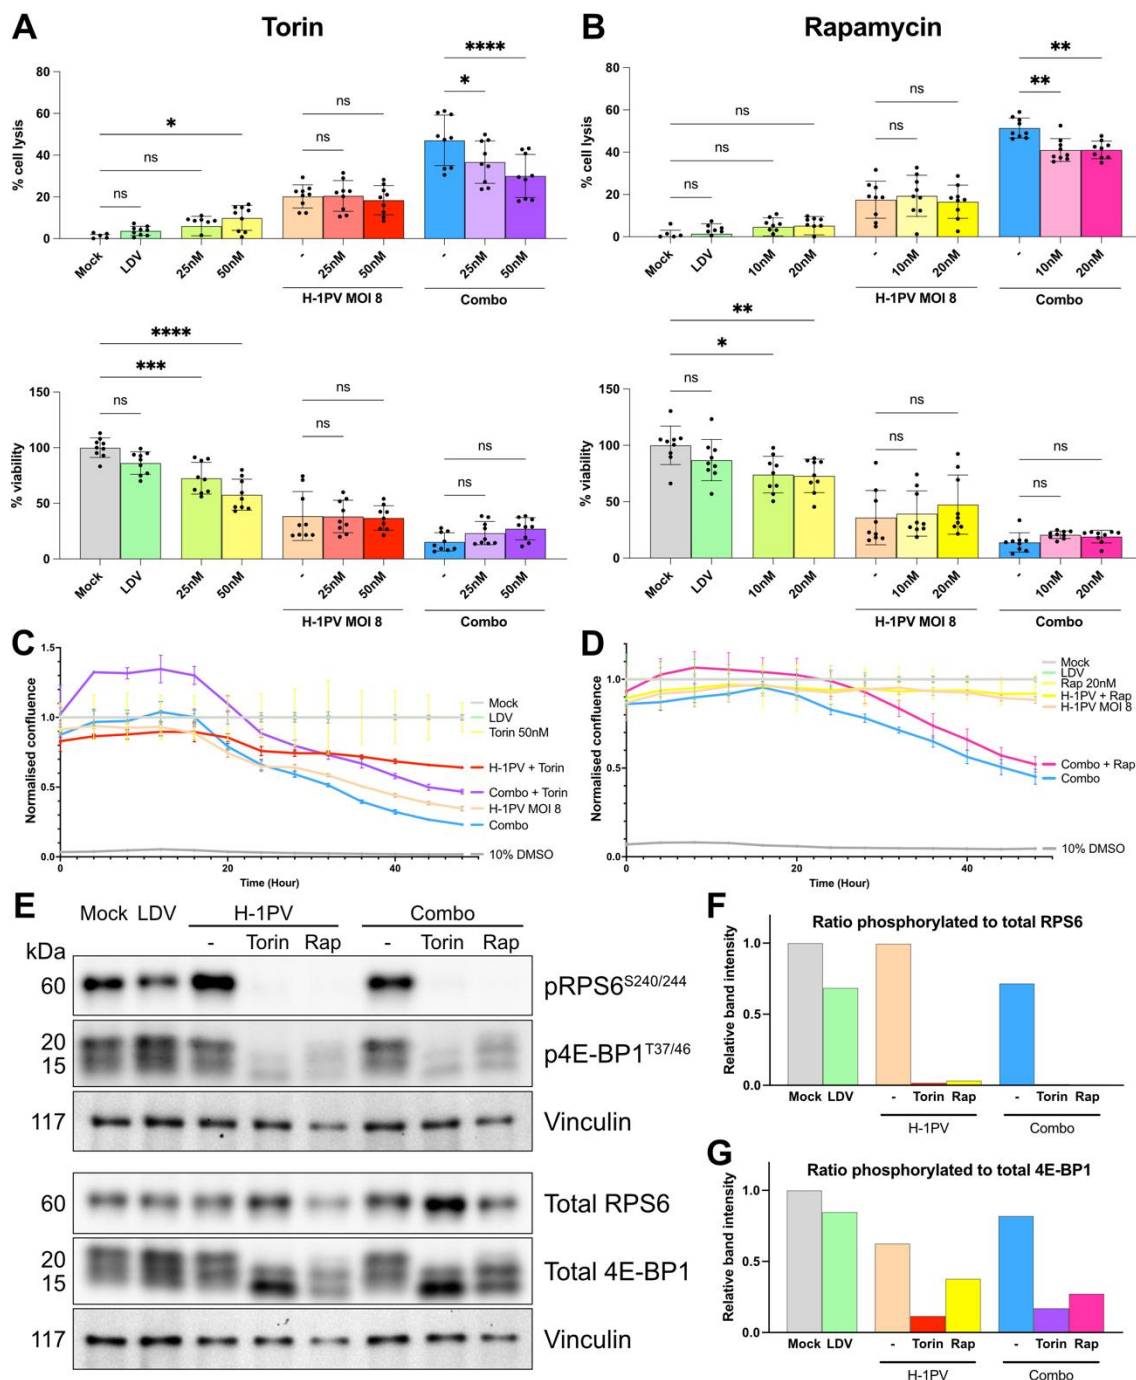 A Torin
****
*
*
ns
ns
ns
ns
% cell lysis
80
60
40
20
0
Mock LDV 25nM 50nM - 25nM 50nM - 25nM 50nM
H-1PV MOI 8 Combo
****
***
ns
ns
ns
ns
ns
% viability
150
100
50
0
Mock LDV 25nM 50nM - 25nM 50nM - 25nM 50nM
H-1PV MOI 8 Combo
B Rapamycin
**
**
ns
ns
ns
ns
ns
% cell lysis
80
60
40
20
0
Mock LDV 10nM 20nM - 10nM 20nM - 10nM 20nM
H-1PV MOI 8 Combo
**
*
ns
ns
ns
ns
ns
% viability
150
100
50
0
Mock LDV 10nM 20nM - 10nM 20nM - 10nM 20nM
H-1PV MOI 8 Combo
C
Normalised confluence
1.5
1.0
0.5
0.0
0 20 40
Time (Hour)
Mock
LDV
Torin 50nM
H-1PV + Torin
Combo + Torin
H-1PV MOI 8
Combo
10% DMSO
D
Normalised confluence
1.0
0.5
0.0
0 20 40
Time (Hour)
Mock
LDV
Rap 20nM
H-1PV + Rap
H-1PV MOI 8
Combo + Rap
Combo
10% DMSO
E
H-1PV Combo
Mock LDV - Torin Rap - Torin Rap
kDa
60 pRPS6S240/244
20
15 p4E-BP1T37/46
117 Vinculin
60 Total RPS6
20
15 Total 4E-BP1
117 Vinculin
F
Ratio phosphorylated to total RPS6
Relative band intensity
1.0
0.5
0.0
Mock LDV - Torin Rap - Torin Rap
H-1PV Combo
G
Ratio phosphorylated to total 4E-BP1
Relative band intensity
1.0
0.5
0.0
Mock LDV - Torin Rap - Torin Rap
H-1PV Combo